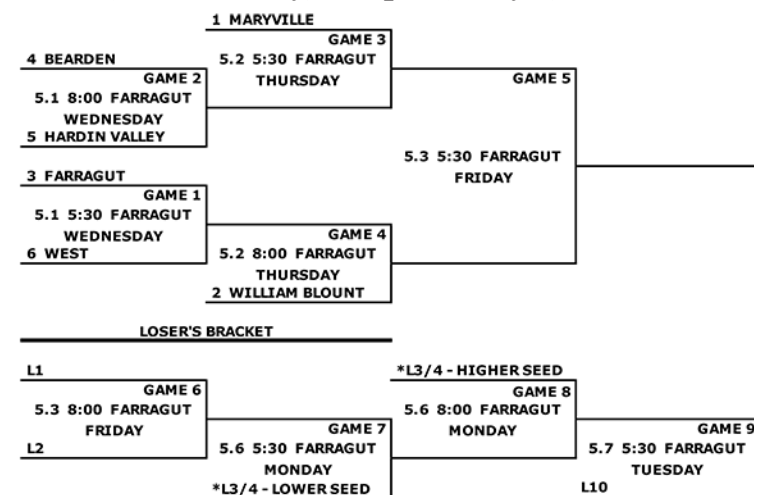 1 MARYVILLE
GAME 3
5.2 5:30 FARRAGUT
THURSDAY
4 BEARDEN
GAME 2
5.1 8:00 FARRAGUT
WEDNESDAY
5 HARDIN VALLEY
GAME 5
5.3 5:30 FARRAGUT
FRIDAY
3 FARRAGUT
GAME 1
5.1 5:30 FARRAGUT
WEDNESDAY
6 WEST
GAME 4
5.2 8:00 FARRAGUT
THURSDAY
2 WILLIAM BLOUNT
LOSER'S BRACKET
L1
GAME 6
5.3 8:00 FARRAGUT
FRIDAY
L2
GAME 7
5.6 5:30 FARRAGUT
MONDAY
*L3/4 - LOWER SEED
*L3/4 - HIGHER SEED
GAME 8
5.6 8:00 FARRAGUT
MONDAY
GAME 9
5.7 5:30 FARRAGUT
TUESDAY
L10